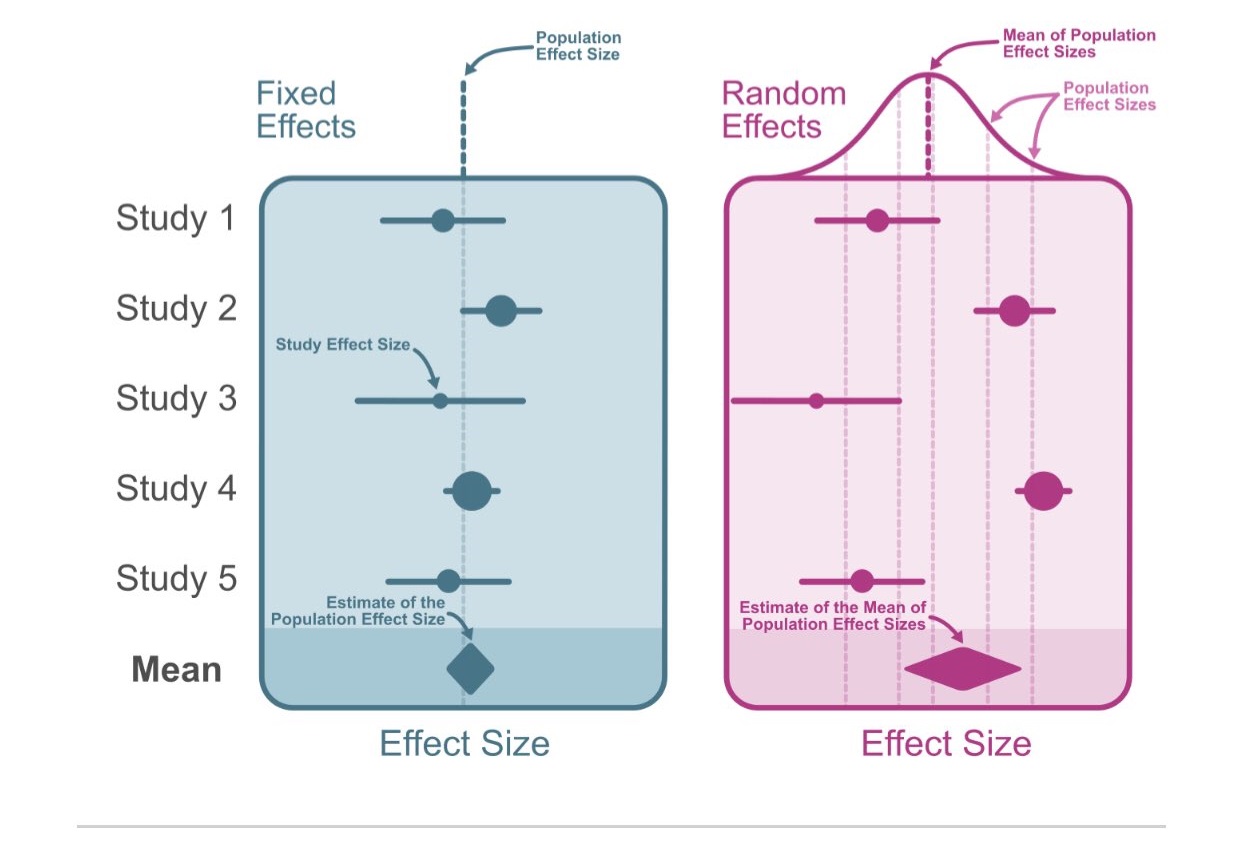 Population
Effect Size
Mean of Population
Effect Sizes
Fixed
Effects
Random
Effects
Population
Effect Sizes
Study 1
Study 2
Study Effect Size
Study 3
Study 4
Study 5
Estimate of the
Population Effect Size
Estimate of the Mean of
Population Effect Sizes
Mean
Effect Size
Effect Size